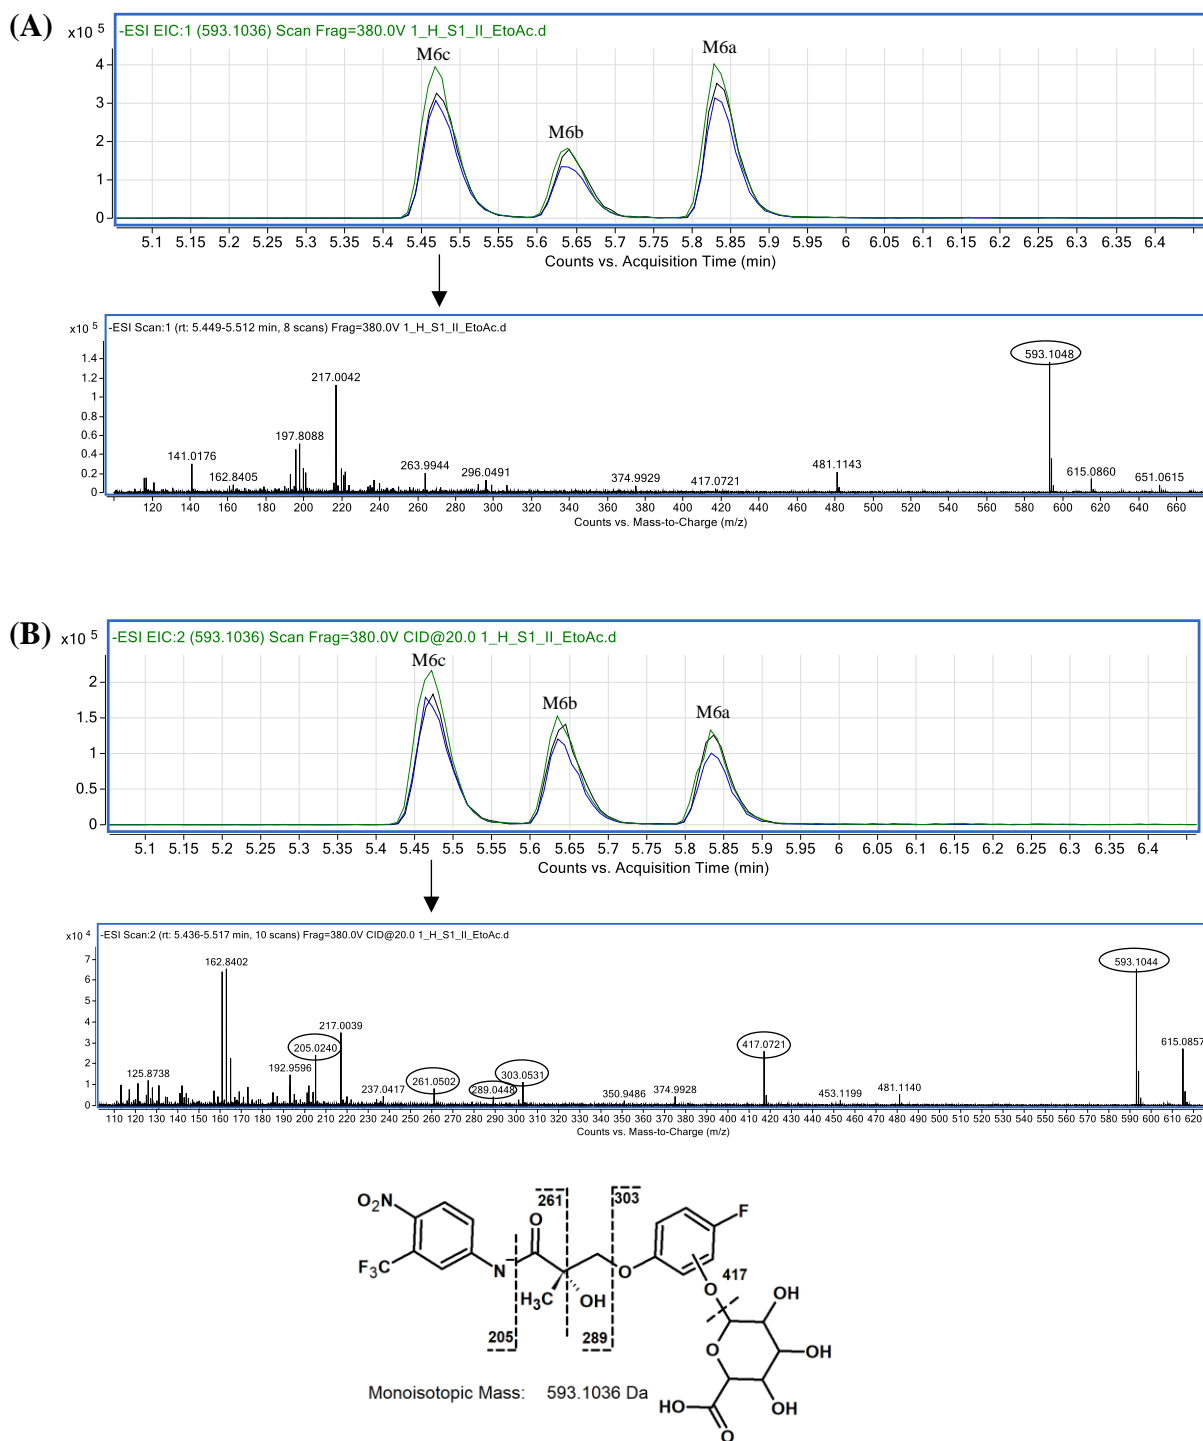 (A)
x10 5
-ESI EIC:1 (593.1036) Scan Frag=380.0V 1_H_S1_II_EtoAc.d
M6c
M6b
M6a
4
3
2
1
0
5.1 5.15 5.2 5.25 5.3 5.35 5.4 5.45 5.5 5.55 5.6 5.65 5.7 5.75 5.8 5.85 5.9 5.95 6 6.05 6.1 6.15 6.2 6.25 6.3 6.35 6.4
Counts vs. Acquisition Time (min)
x10 5
-ESI Scan:1 (rt: 5.449-5.512 min, 8 scans) Frag=380.0V 1_H_S1_II_EtoAc.d
1.4
1.2
1
0.8
0.6
0.4
0.2
0
593.1048
217.0042
197.8088
141.0176
162.8405
263.9944
296.0491
374.9929
417.0721
481.1143
615.0860
651.0615
120 140 160 180 200 220 240 260 280 300 320 340 360 380 400 420 440 460 480 500 520 540 560 580 600 620 640 660
Counts vs. Mass-to-Charge (m/z)
(B)
x10 5
-ESI EIC:2 (593.1036) Scan Frag=380.0V CID@20.0 1_H_S1_II_EtoAc.d
M6c
M6b
M6a
2
1.5
1
0.5
0
5.1 5.15 5.2 5.25 5.3 5.35 5.4 5.45 5.5 5.55 5.6 5.65 5.7 5.75 5.8 5.85 5.9 5.95 6 6.05 6.1 6.15 6.2 6.25 6.3 6.35 6.4
Counts vs. Acquisition Time (min)
x10 4
-ESI Scan:2 (rt: 5.436-5.517 min, 10 scans) Frag=380.0V CID@20.0 1_H_S1_II_EtoAc.d
7
6
5
4
3
2
1
0
162.8402
593.1044
217.0039
205.0240
417.0721
615.0857
125.8738
192.9596
237.0417
261.0502
289.0448
303.0531
350.9486
374.9928
453.1199
481.1140
110 120 130 140 150 160 170 180 190 200 210 220 230 240 250 260 270 280 290 300 310 320 330 340 350 360 370 380 390 400 410 420 430 440 450 460 470 480 490 500 510 520 530 540 550 560 570 580 590 600 610 620
Counts vs. Mass-to-Charge (m/z)
O2N
261
303
O
F
F3C
N-
O
417
H3C
OH
O
OH
205
289
O
OH
Monoisotopic Mass: 593.1036 Da
HO
OH
O